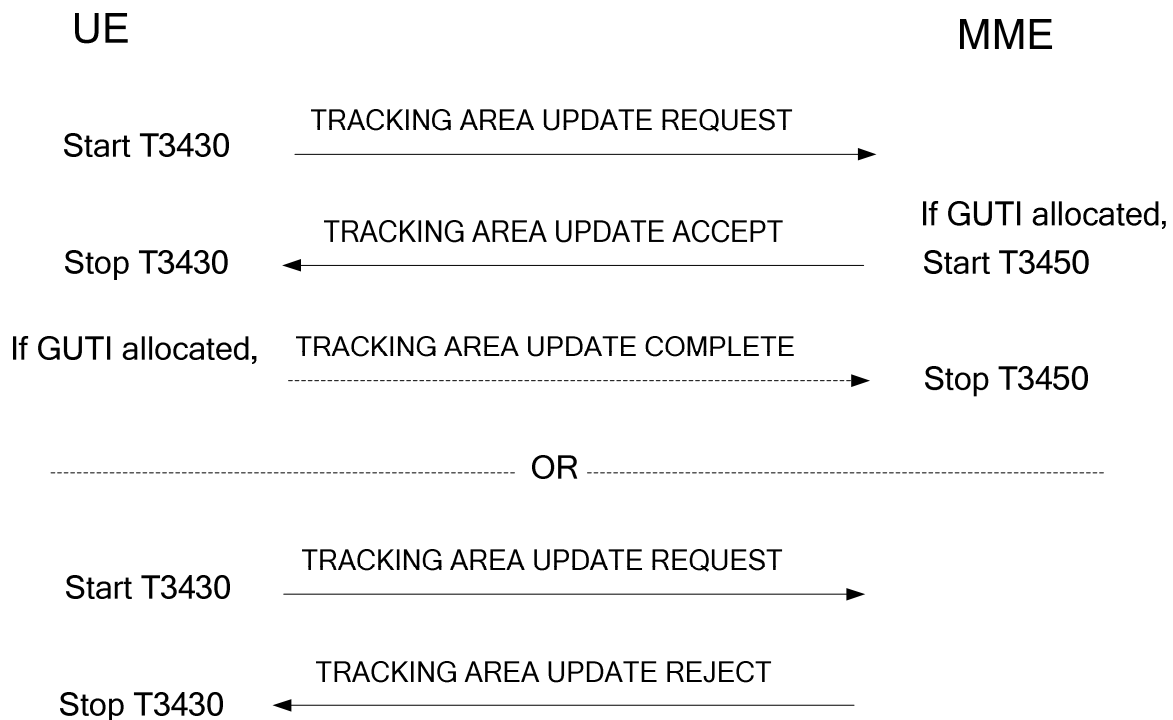 UE
MME
TRACKING AREA UPDATE REQUEST
Start T3430
If GUTI allocated,
TRACKING AREA UPDATE ACCEPT
Stop T3430
Start T3450
If GUTI allocated,
TRACKING AREA UPDATE COMPLETE
Stop T3450
OR
TRACKING AREA UPDATE REQUEST
Start T3430
TRACKING AREA UPDATE REJECT
Stop T3430